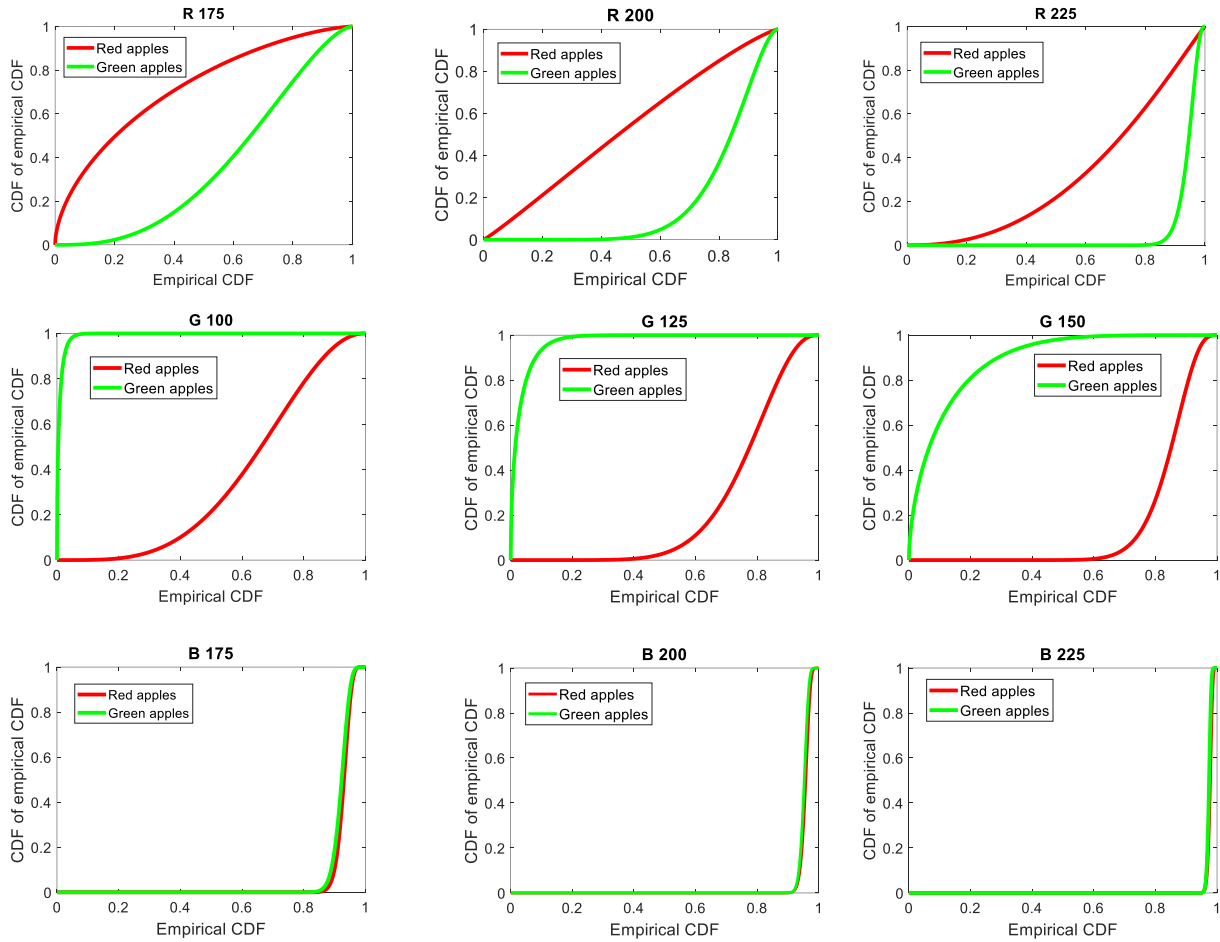 R 175
CDF of empirical CDF
1
0.8
0.6
0.4
0.2
0
Red apples
Green apples
0 0.2 0.4 0.6 0.8 1
Empirical CDF
R 200
CDF of empirical CDF
1
0.8
0.6
0.4
0.2
0
Red apples
Green apples
0 0.2 0.4 0.6 0.8 1
Empirical CDF
R 225
CDF of empirical CDF
1
0.8
0.6
0.4
0.2
0
Red apples
Green apples
0 0.2 0.4 0.6 0.8 1
Empirical CDF
G 100
CDF of empirical CDF
1
0.8
0.6
0.4
0.2
0
Red apples
Green apples
0 0.2 0.4 0.6 0.8 1
Empirical CDF
G 125
CDF of empirical CDF
1
0.8
0.6
0.4
0.2
0
Red apples
Green apples
0 0.2 0.4 0.6 0.8 1
Empirical CDF
G 150
CDF of empirical CDF
1
0.8
0.6
0.4
0.2
0
Red apples
Green apples
0 0.2 0.4 0.6 0.8 1
Empirical CDF
B 175
CDF of empirical CDF
1
0.8
0.6
0.4
0.2
0
Red apples
Green apples
0 0.2 0.4 0.6 0.8 1
Empirical CDF
B 200
CDF of empirical CDF
1
0.8
0.6
0.4
0.2
0
Red apples
Green apples
0 0.2 0.4 0.6 0.8 1
Empirical CDF
B 225
CDF of empirical CDF
1
0.8
0.6
0.4
0.2
0
Red apples
Green apples
0 0.2 0.4 0.6 0.8 1
Empirical CDF